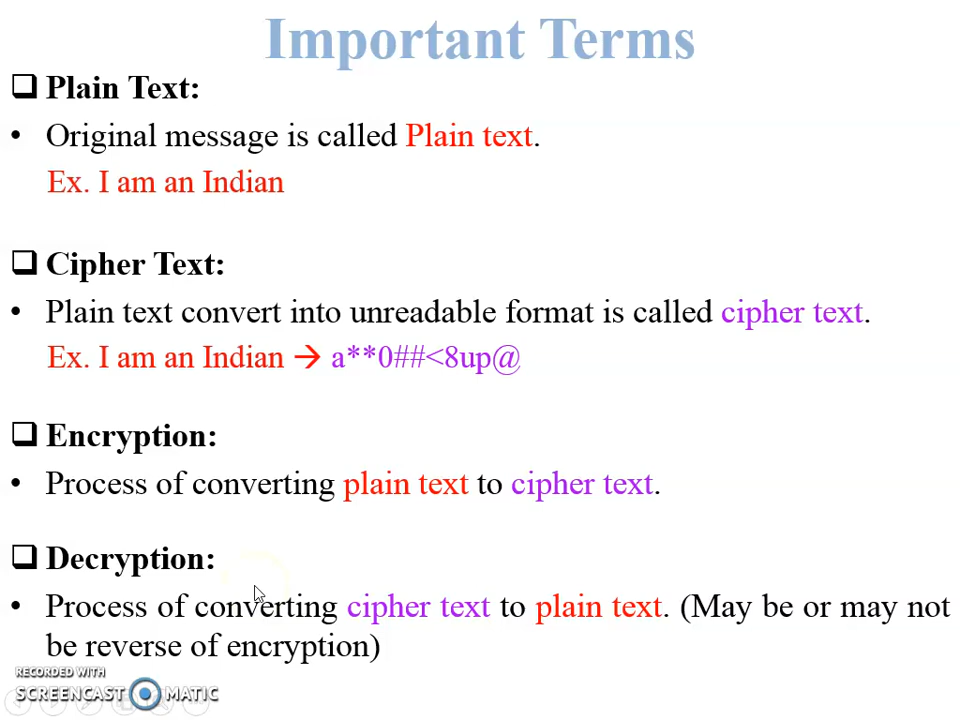 Important Terms
❑ Plain Text:
• Original message is called Plain text.
Ex. I am an Indian
❑ Cipher Text:
• Plain text convert into unreadable format is called cipher text.
Ex. I am an Indian → a**0##<8up@
❑ Encryption:
• Process of converting plain text to cipher text.
❑ Decryption:
• Process of converting cipher text to plain text. (May be or may not
be reverse of encryption)
RECORDED WITH
SCREENCAST MATIC